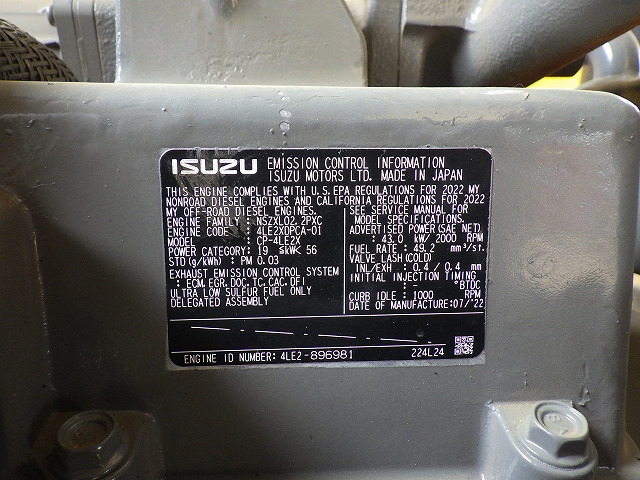 ISUZU EMISSION CONTROL INFORMATION
ISUZU MOTORS LTD. MADE IN JAPAN
THIS ENGINE COMPLIES WITH U.S.EPA REGULATIONS FOR 2022 MY
NONROAD DIESEL ENGINES AND CALIFORNIA REGULATIONS FOR 2022
MY OFF-ROAD DIESEL ENGINES.
ENGINE FAMILY : NSZXL02.2PXC
ENGINE CODE : 4LE2X0PCA-01
MODEL : CP-4LE2X
POWER CATEGORY: 19 ≦kW< 56
STD (g/kWh) : PM 0.03
EXHAUST EMISSION CONTROL SYSTEM
: ECM, EGR, DOC, TC, CAC, DFI
ULTRA LOW SULFUR FUEL ONLY
DELEGATED ASSEMBLY
SEE SERVICE MANUAL FOR
MODEL SPECIFICATIONS.
ADVERTISED POWER(SAE NET)
: 43.0 kW/ 2000 RPM
FUEL RATE : 49.2 mm³/st.
VALVE LASH (COLD)
INL/EXH : 0.4 / 0.4 mm
INITIAL INJECTION TIMING
: - °BTDC
CURB IDLE : 1000 RPM
DATE OF MANUFACTURE:07/'22
ENGINE ID NUMBER: 4LE2-896981 224L24